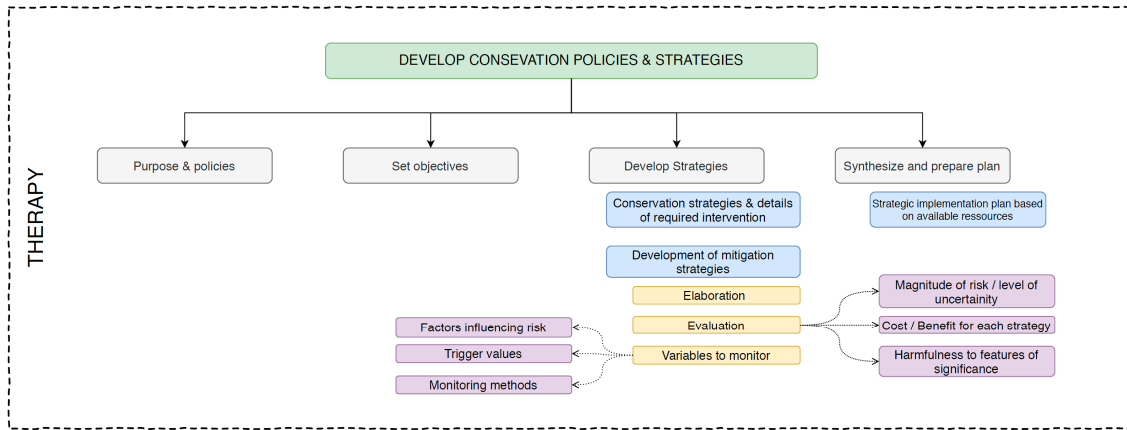 DEVELOP CONSEVATION POLICIES & STRATEGIES
THERAPY
Purpose & policies
Set objectives
Develop Strategies
Synthesize and prepare plan
Conservation strategies & details
of required intervention
Strategic implementation plan based
on available ressources
Development of mitigation
strategies
Elaboration
Evaluation
Variables to monitor
Magnitude of risk / level of
uncertainity
Cost / Benefit for each strategy
Harmfulness to features of
significance
Factors influencing risk
Trigger values
Monitoring methods